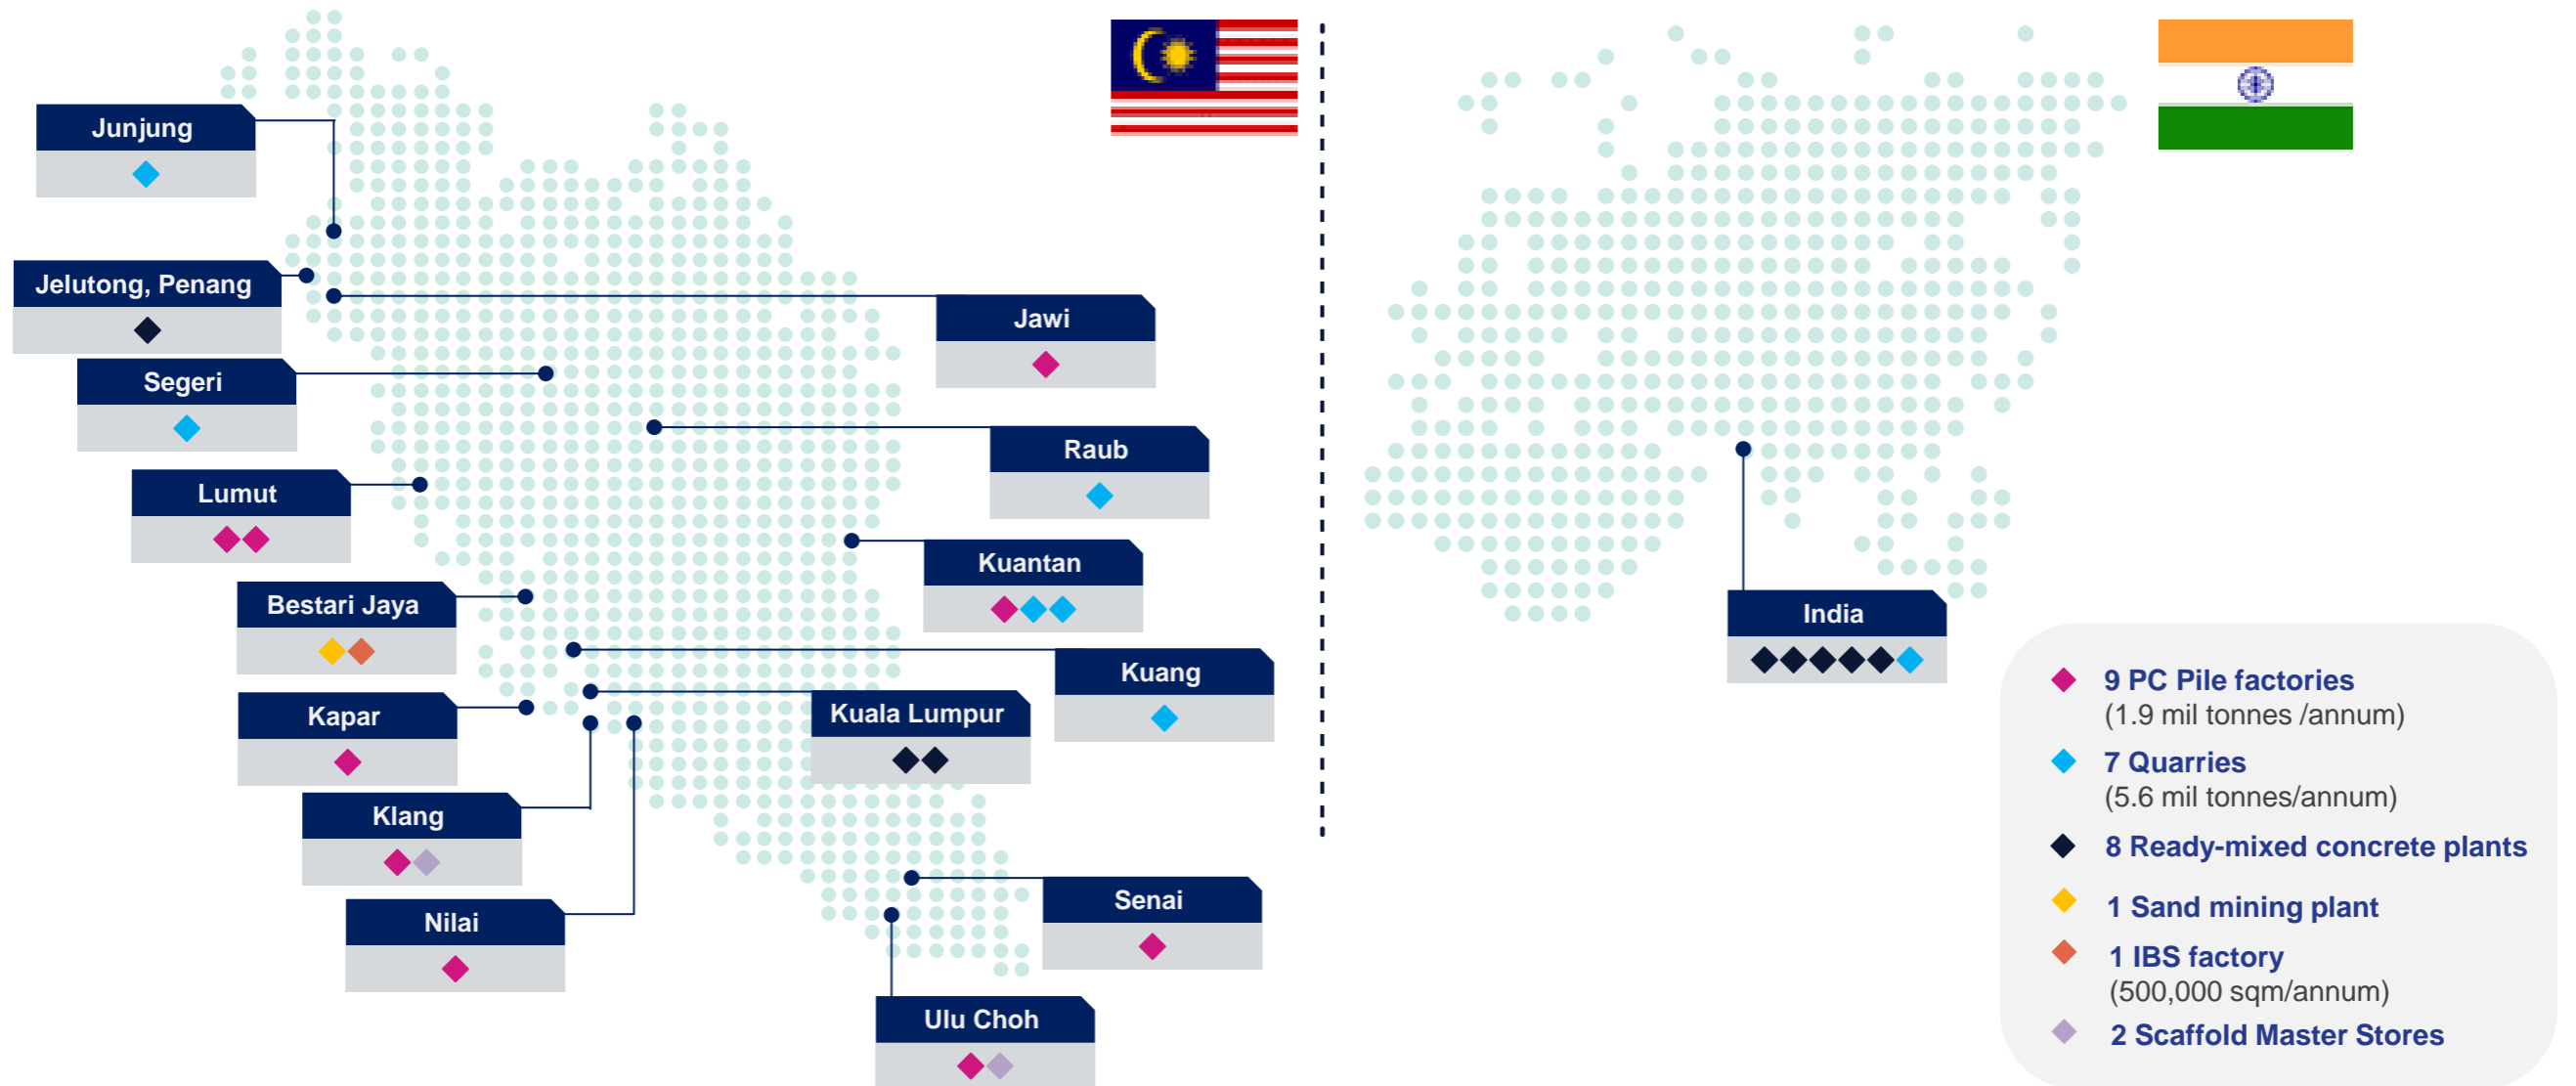 Junjung
Jelutong, Penang
Segeri
Lumut
Bestari Jaya
Kapar
Klang
Nilai
Jawi
Raub
Kuantan
Kuang
Kuala Lumpur
Senai
Ulu Choh
India
9 PC Pile factories
(1.9 mil tonnes /annum)
7 Quarries
(5.6 mil tonnes/annum)
8 Ready-mixed concrete plants
1 Sand mining plant
1 IBS factory
(500,000 sqm/annum)
2 Scaffold Master Stores